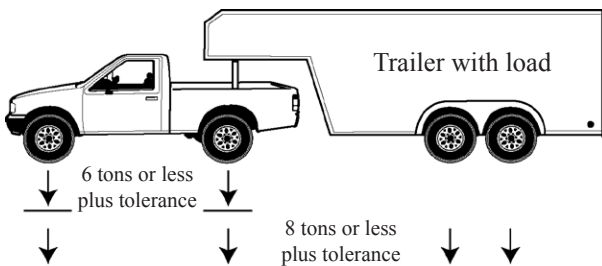 Trailer with load
6 tons or less
plus tolerance
8 tons or less
plus tolerance